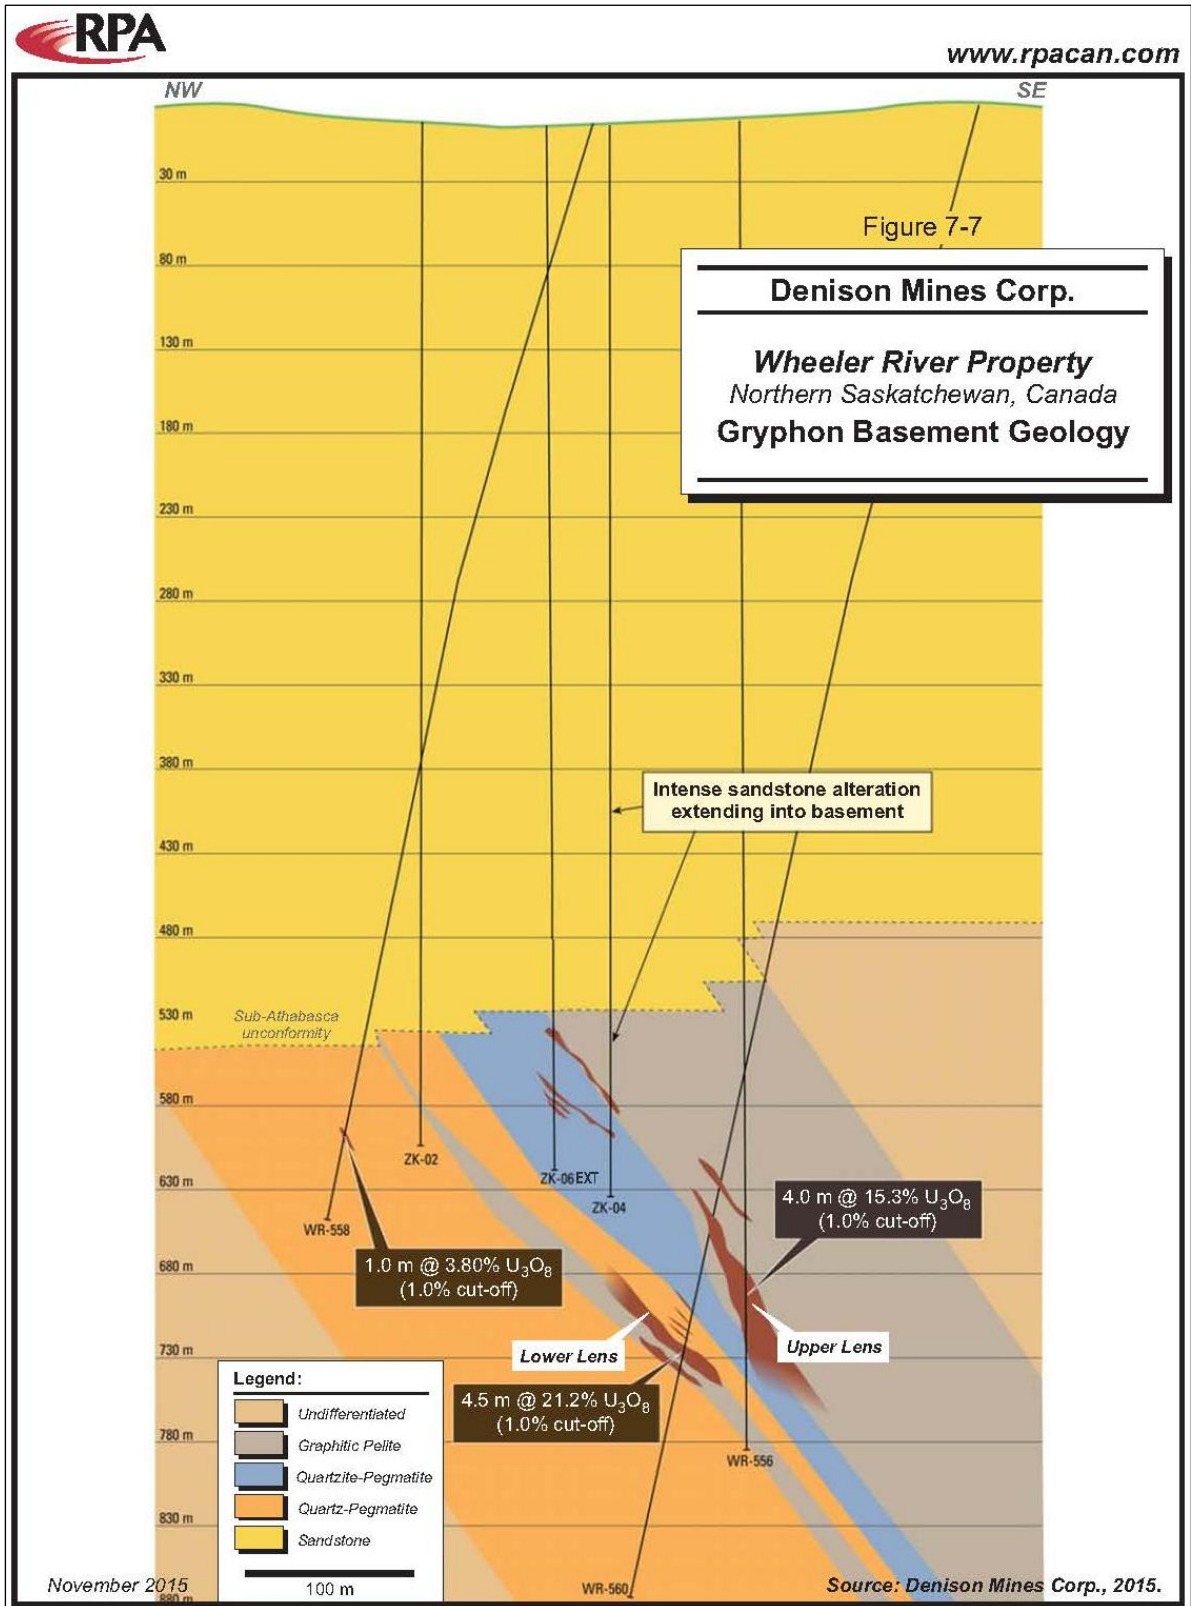 RPA
www.rpacan.com
NW
SE
30 m
Figure 7-7
80 m
Denison Mines Corp.
130 m
Wheeler River Property
Northern Saskatchewan, Canada
180 m
Gryphon Basement Geology
230 m
280 m
330 m
380 m
Intense sandstone alteration
extending into basement
430 m
480 m
530 m
Sub-Athabasca
unconformity
580 m
ZK-02
ZK-06 EXT
630 m
ZK-04
4.0 m @ 15.3% U₃O₈
(1.0% cut-off)
WR-558
1.0 m @ 3.80% U₃O₈
(1.0% cut-off)
680 m
730 m
Lower Lens
Upper Lens
4.5 m @ 21.2% U₃O₈
(1.0% cut-off)
780 m
WR-556
Legend:
Undifferentiated
Graphitic Pelite
Quartzite-Pegmatite
Quartz-Pegmatite
830 m
Sandstone
100 m
November 2015
880 m
WR-560
Source: Denison Mines Corp., 2015.